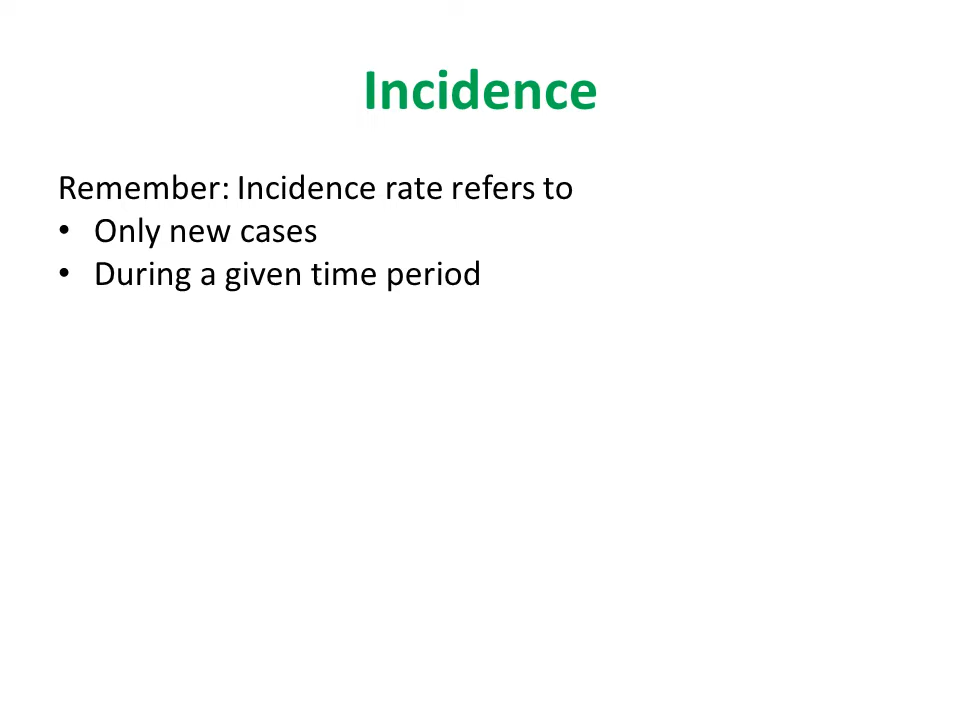 Incidence
Remember: Incidence rate refers to
• Only new cases
• During a given time period